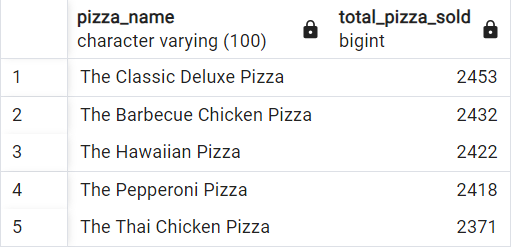 pizza_name total_pizza_sold
character varying (100) bigint
1 The Classic Deluxe Pizza 2453
2 The Barbecue Chicken Pizza 2432
3 The Hawaiian Pizza 2422
4 The Pepperoni Pizza 2418
5 The Thai Chicken Pizza 2371